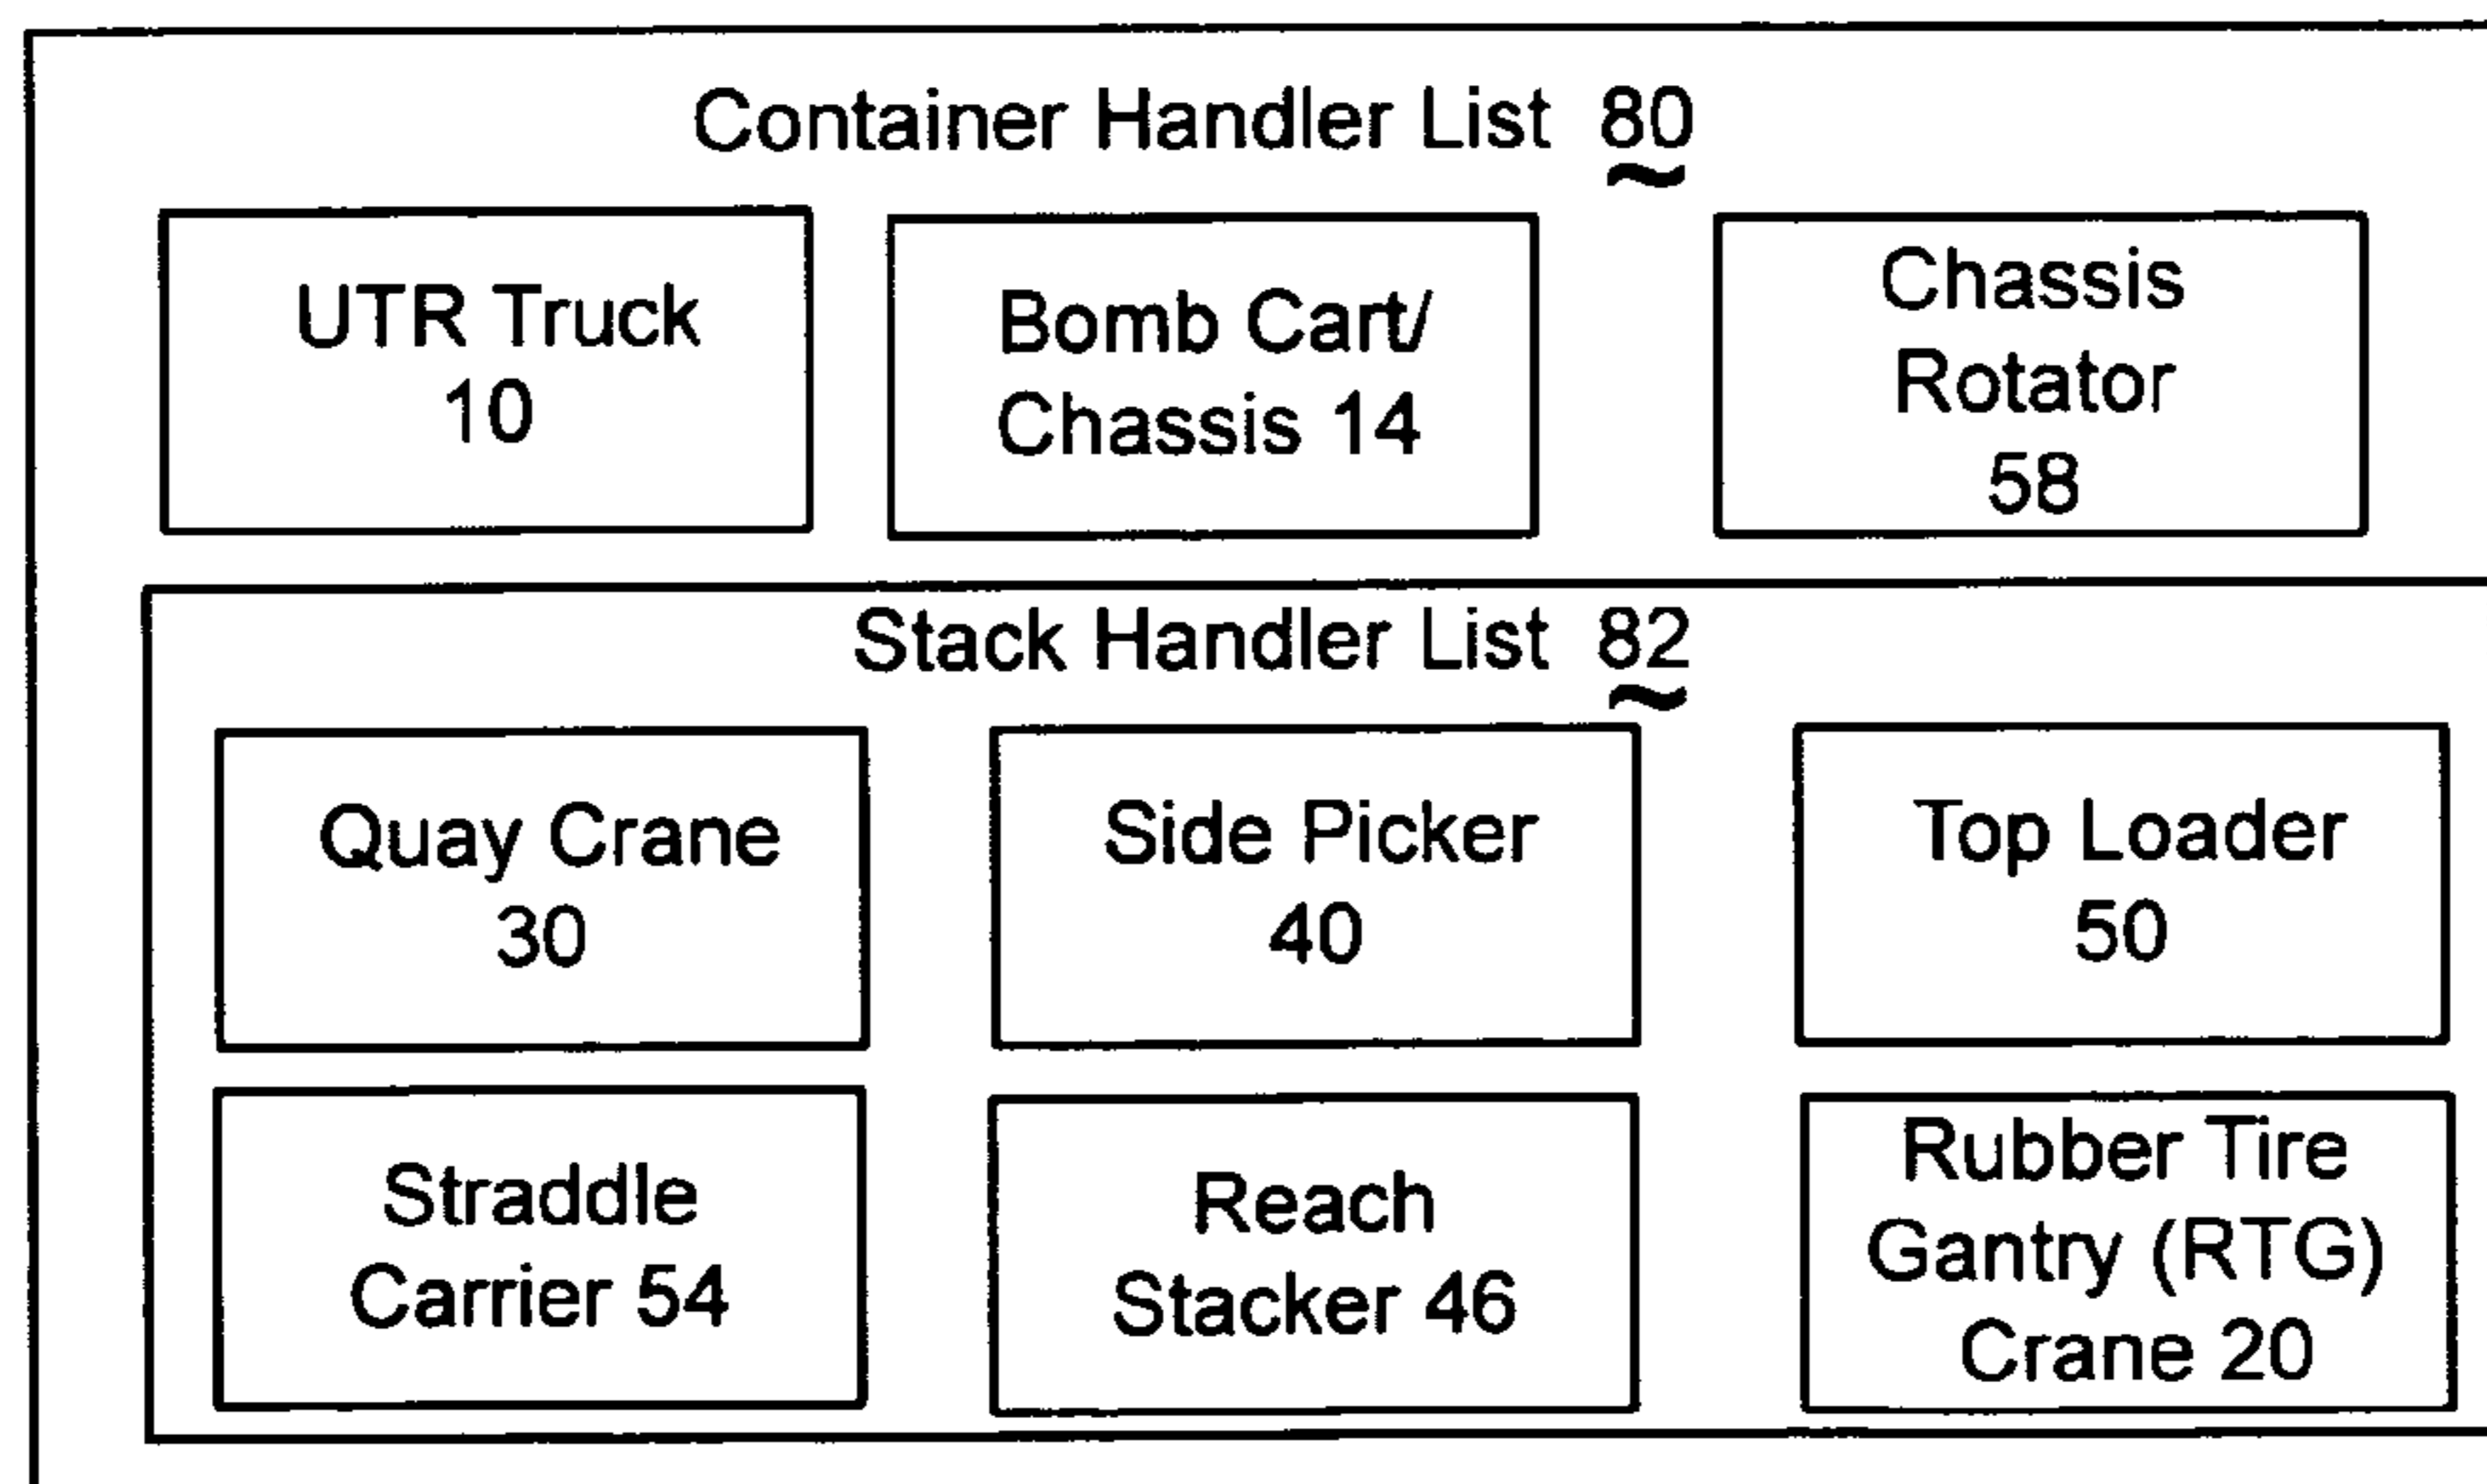 Container Handler List 80
UTR Truck
10
Bomb Cart/
Chassis 14
Chassis
Rotator
58
Stack Handler List 82
Quay Crane
30
Side Picker
40
Top Loader
50
Straddle
Carrier 54
Reach
Stacker 46
Rubber Tire
Gantry (RTG)
Crane 20